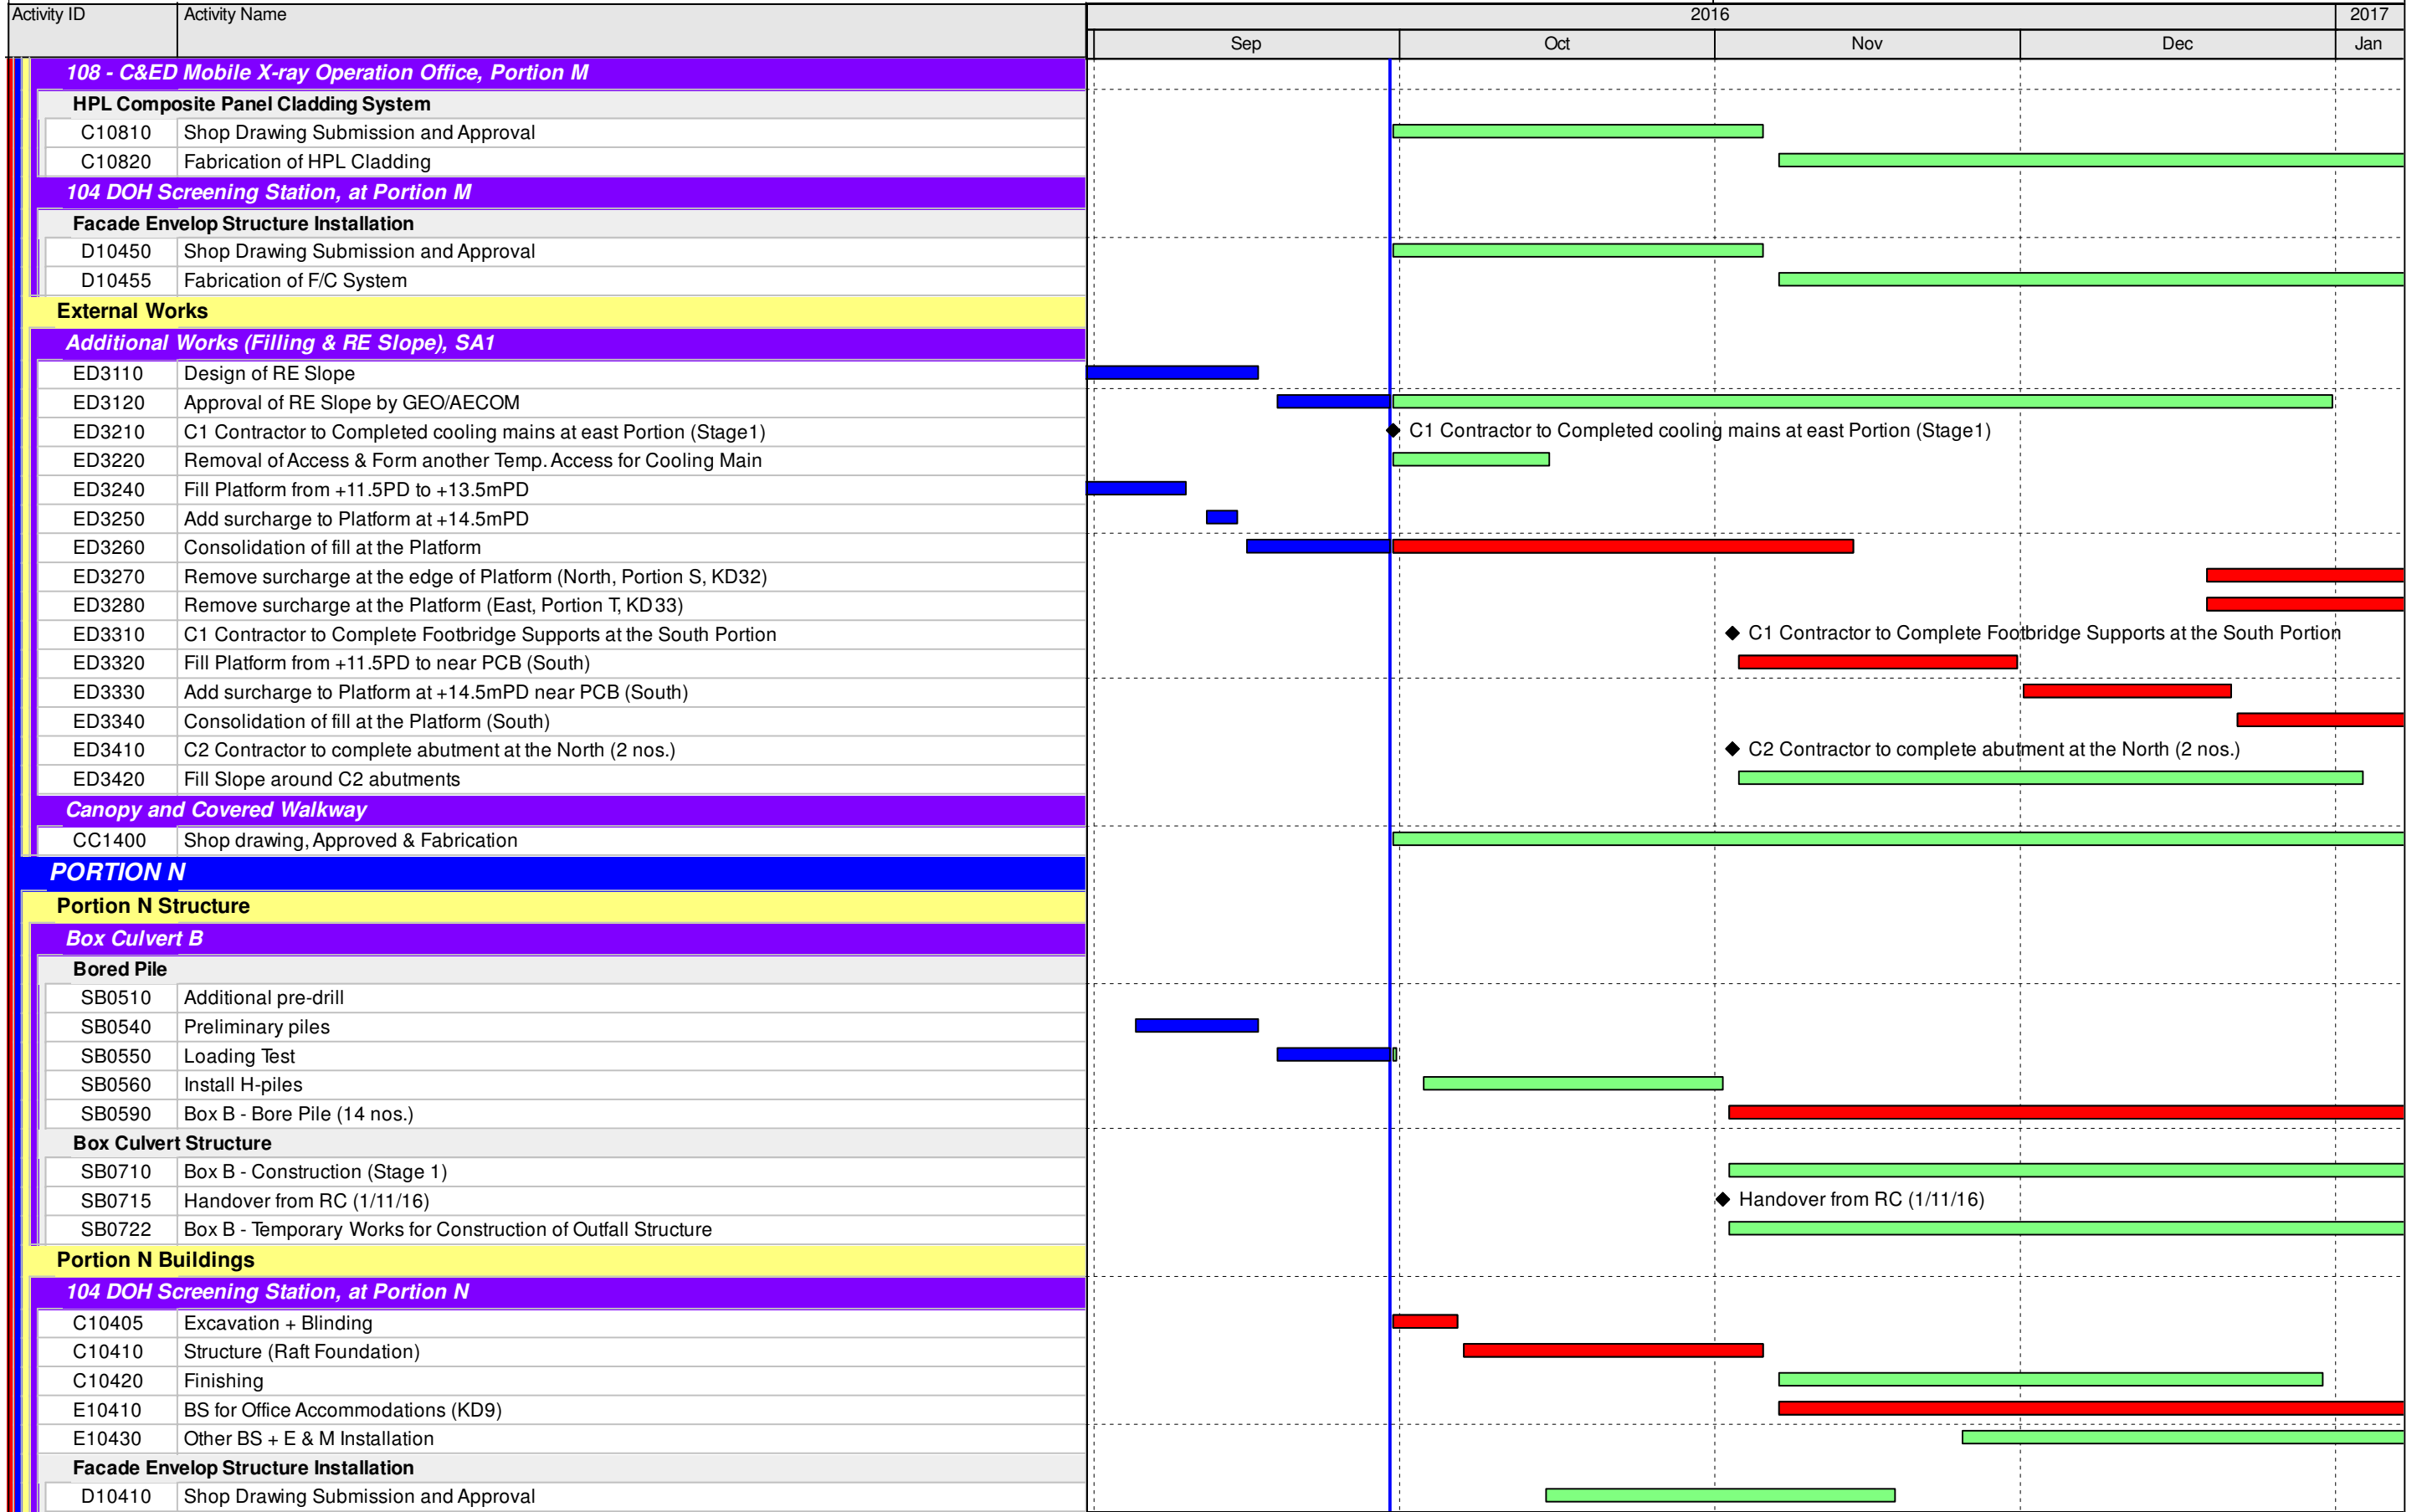 Activity ID Activity Name 2016 2017
Sep Oct Nov Dec Jan
108 - C&ED Mobile X-ray Operation Office, Portion M
HPL Composite Panel Cladding System
C10810 Shop Drawing Submission and Approval
C10820 Fabrication of HPL Cladding
104 DOH Screening Station, at Portion M
Facade Envelop Structure Installation
D10450 Shop Drawing Submission and Approval
D10455 Fabrication of F/C System
External Works
Additional Works (Filling & RE Slope), SA1
ED3110 Design of RE Slope
ED3120 Approval of RE Slope by GEO/AECOM
ED3210 C1 Contractor to Completed cooling mains at east Portion (Stage1) C1 Contractor to Completed cooling mains at east Portion (Stage1)
ED3220 Removal of Access & Form another Temp. Access for Cooling Main
ED3240 Fill Platform from +11.5PD to +13.5mPD
ED3250 Add surcharge to Platform at +14.5mPD
ED3260 Consolidation of fill at the Platform
ED3270 Remove surcharge at the edge of Platform (North, Portion S, KD32)
ED3280 Remove surcharge at the Platform (East, Portion T, KD33)
ED3310 C1 Contractor to Complete Footbridge Supports at the South Portion C1 Contractor to Complete Footbridge Supports at the South Portion
ED3320 Fill Platform from +11.5PD to near PCB (South)
ED3330 Add surcharge to Platform at +14.5mPD near PCB (South)
ED3340 Consolidation of fill at the Platform (South)
ED3410 C2 Contractor to complete abutment at the North (2 nos.) C2 Contractor to complete abutment at the North (2 nos.)
ED3420 Fill Slope around C2 abutments
Canopy and Covered Walkway
CC1400 Shop drawing, Approved & Fabrication
PORTION N
Portion N Structure
Box Culvert B
Bored Pile
SB0510 Additional pre-drill
SB0540 Preliminary piles
SB0550 Loading Test
SB0560 Install H-piles
SB0590 Box B - Bore Pile (14 nos.)
Box Culvert Structure
SB0710 Box B - Construction (Stage 1)
SB0715 Handover from RC (1/11/16) Handover from RC (1/11/16)
SB0722 Box B - Temporary Works for Construction of Outfall Structure
Portion N Buildings
104 DOH Screening Station, at Portion N
C10405 Excavation + Blinding
C10410 Structure (Raft Foundation)
C10420 Finishing
E10410 BS for Office Accommodations (KD9)
E10430 Other BS + E & M Installation
Facade Envelop Structure Installation
D10410 Shop Drawing Submission and Approval